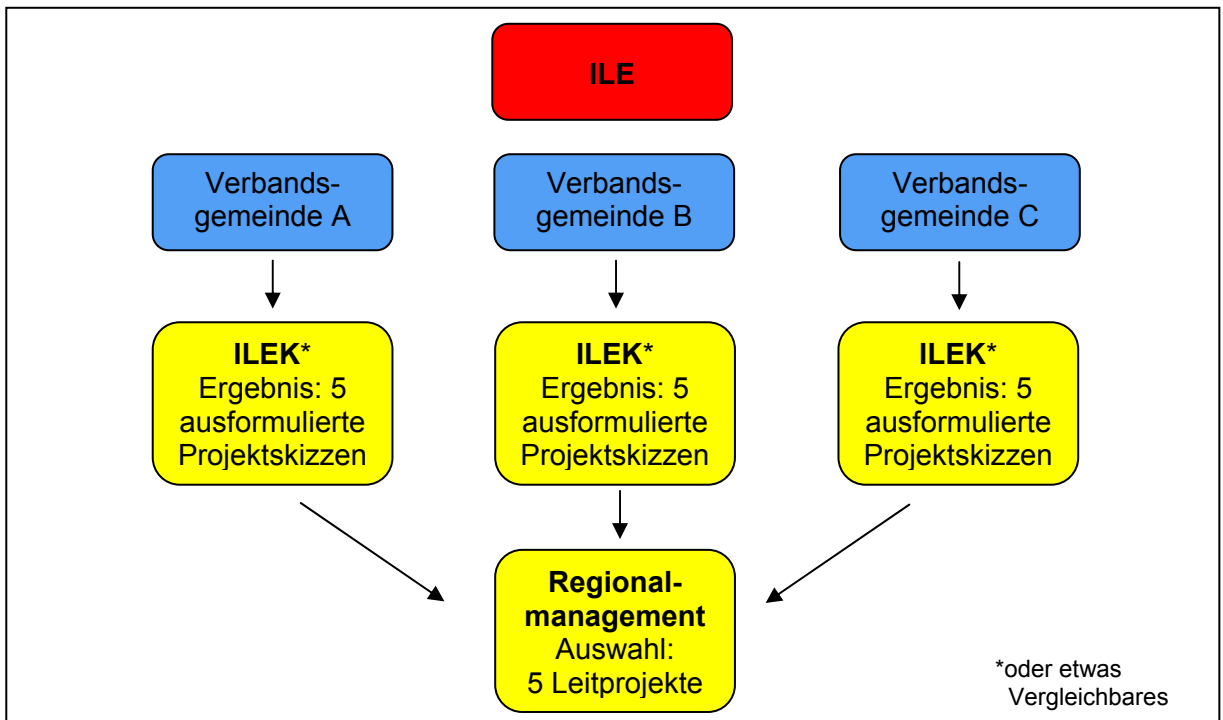 ILE
Verbands-
gemeinde A
Verbands-
gemeinde B
Verbands-
gemeinde C
ILEK*
Ergebnis: 5
ausformulierte
Projektskizzen
ILEK*
Ergebnis: 5
ausformulierte
Projektskizzen
ILEK*
Ergebnis: 5
ausformulierte
Projektskizzen
Regional-
management
Auswahl:
5 Leitprojekte
*oder etwas
Vergleichbares